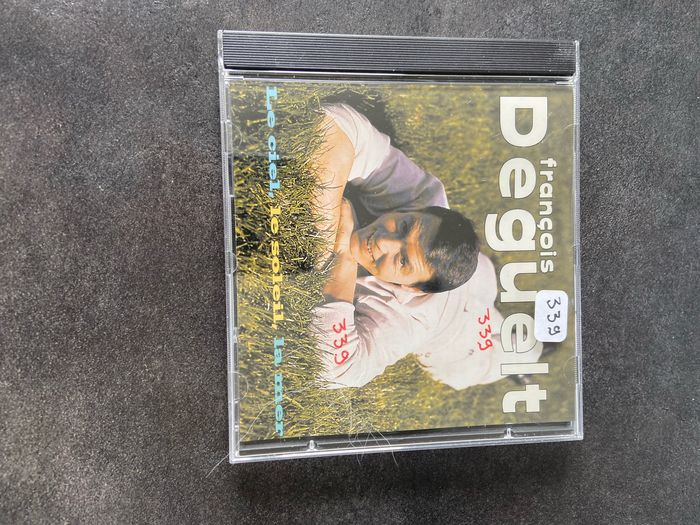 françois
Deguelt
339
339
339
Le ciel, le soleil, la mer